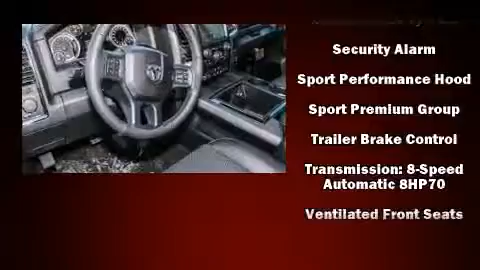 Security Alarm
Sport Performance Hood
Sport Premium Group
Trailer Brake Control
Transmission: 8-Speed
Automatic 8HP70
Ventilated Front Seats